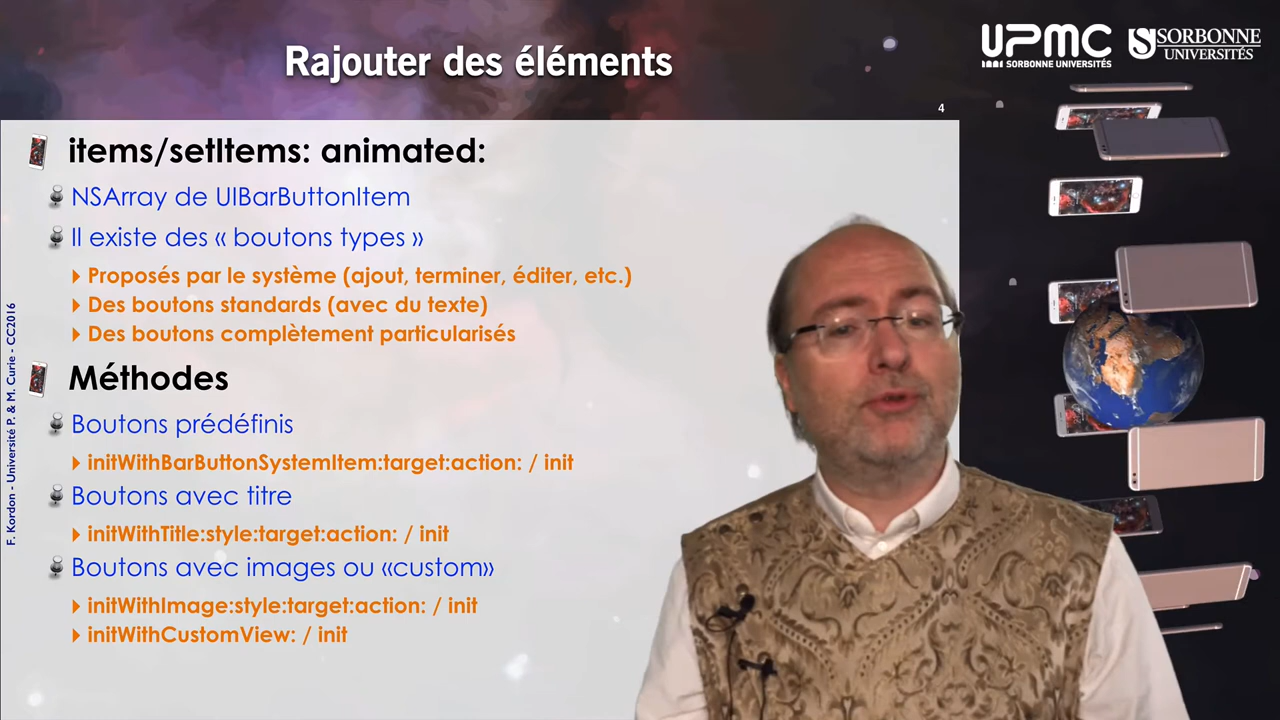 Rajouter des éléments
UPMC
SORBONNE UNIVERSITÉS
SORBONNE
UNIVERSITÉS
4
items/setItems: animated:
NSArray de UIBarButtonItem
Il existe des « boutons types »
Proposés par le système (ajout, terminer, éditer, etc.)
Des boutons standards (avec du texte)
Des boutons complètement particularisés
Méthodes
Boutons prédéfinis
initWithBarButtonSystemItem:target:action: / init
Boutons avec titre
initWithTitle:style:target:action: / init
Boutons avec images ou «custom»
initWithImage:style:target:action: / init
initWithCustomView: / init
F. Kordon - Université P. & M. Curie - CC2016